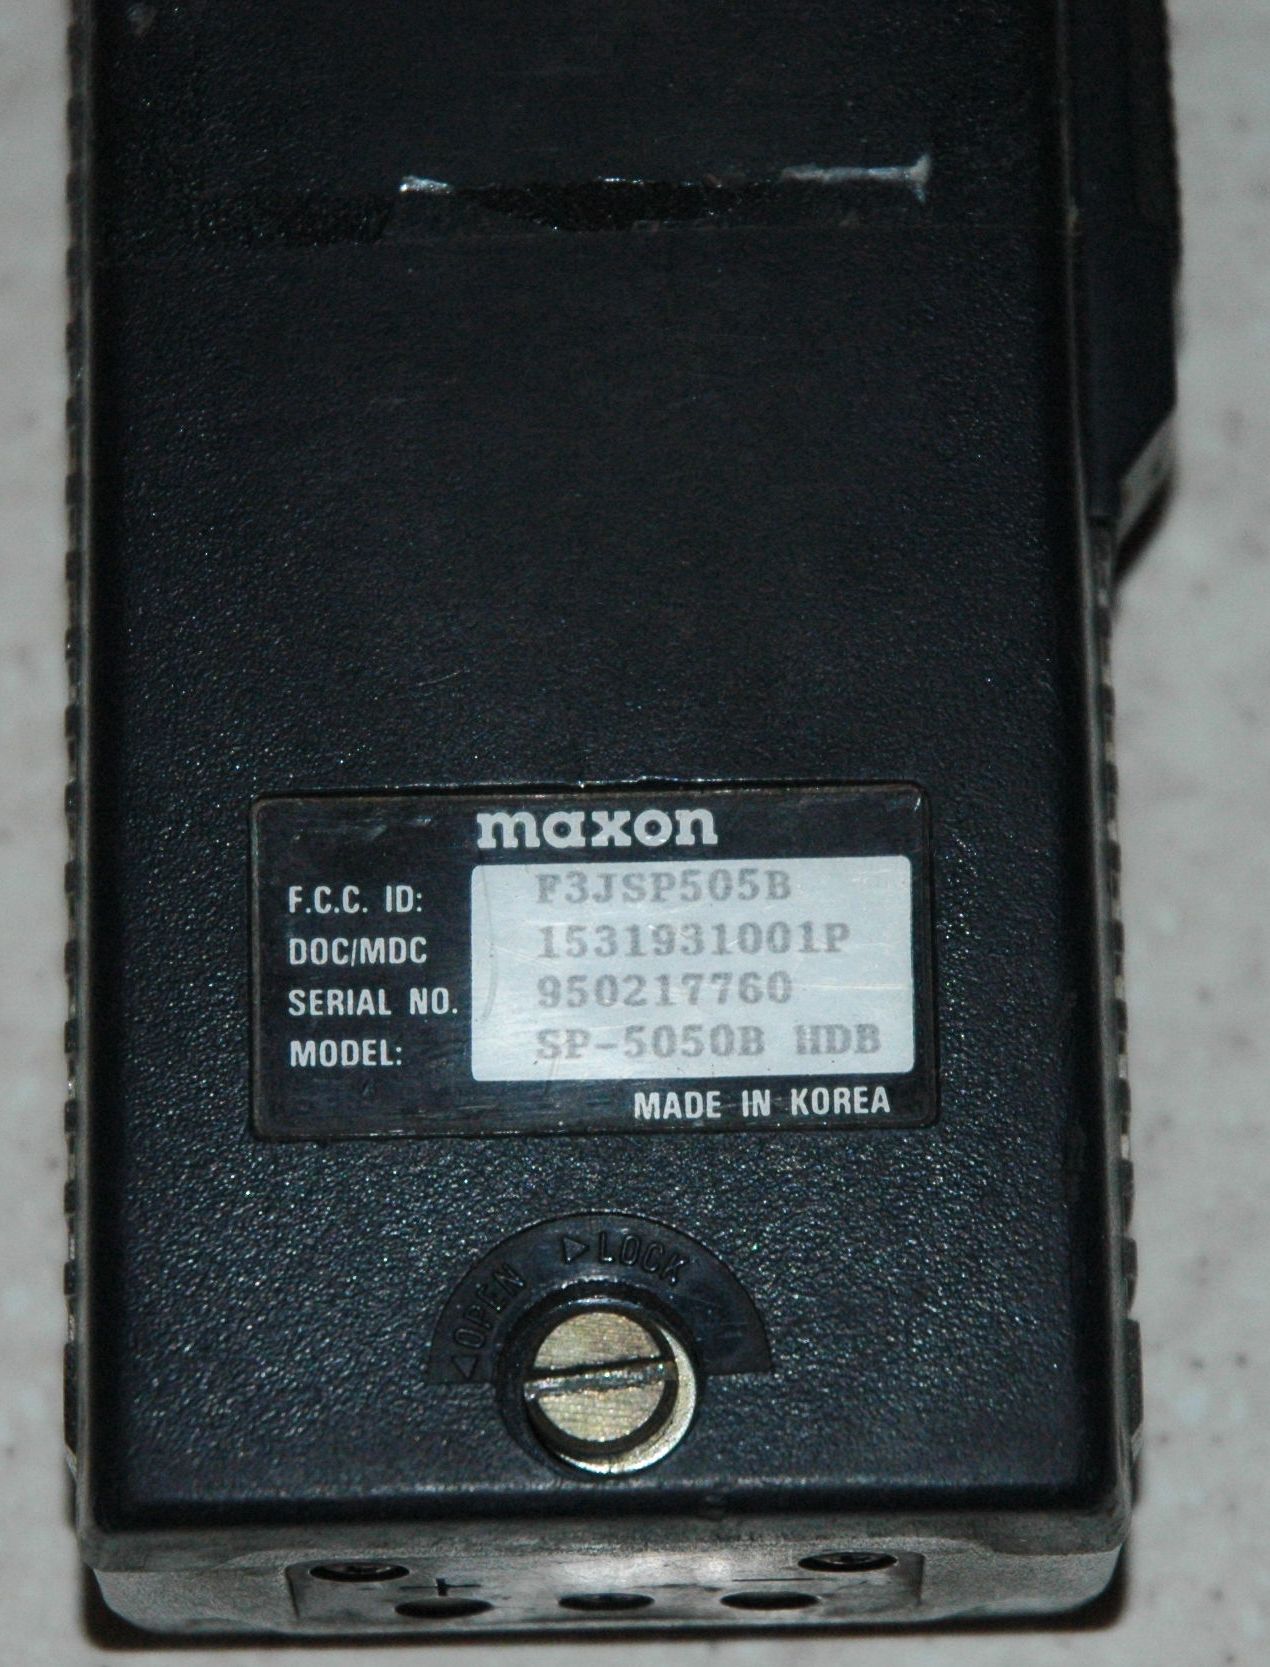 maxon
F.C.C. ID: F3JSP505B
DOC/MDC 1531931001P
SERIAL NO. 950217760
MODEL: SP-5050B HDB
MADE IN KOREA
◁OPEN ▷LOCK
+ −